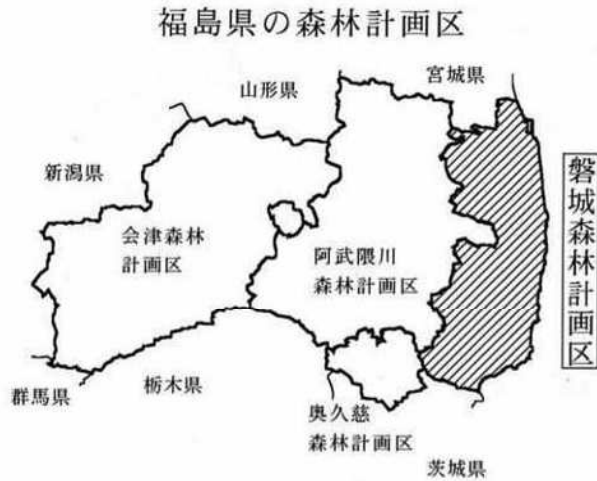 福島県の森林計画区
宮城県
山形県
新潟県
会津森林
計画区
阿武隈川
森林計画区
磐城森林計画区
群馬県
栃木県
奥久慈
森林計画区
茨城県